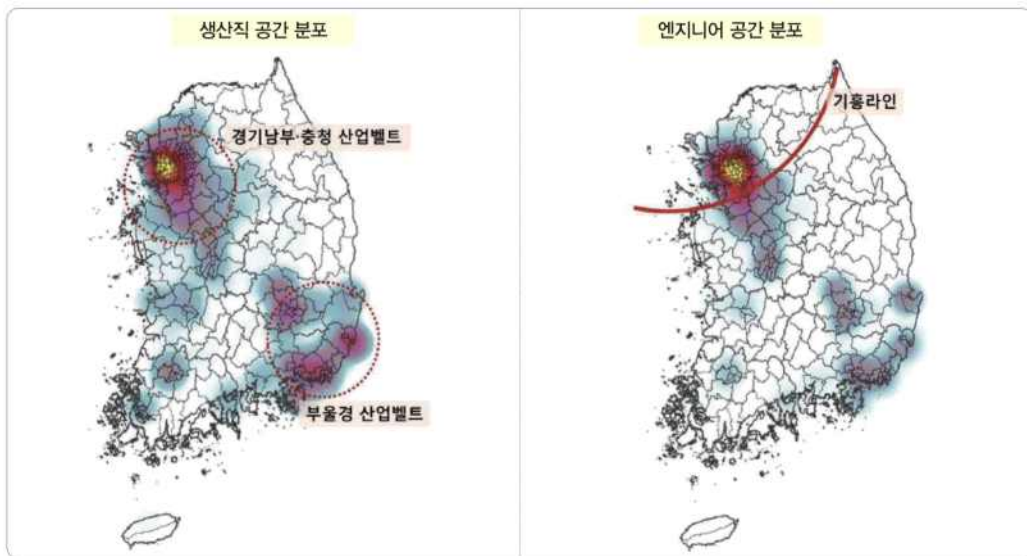 생산직 공간 분포
경기남부·충청 산업벨트
부울경 산업벨트
엔지니어 공간 분포
기흥라인